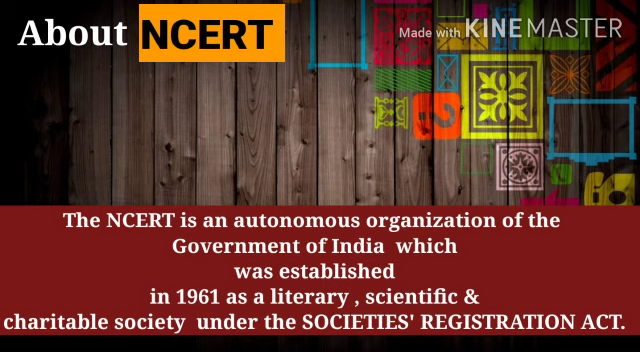 About NCERT
Made with KINEMASTER
The NCERT is an autonomous organization of the
Government of India which
was established
in 1961 as a literary , scientific &
charitable society under the SOCIETIES' REGISTRATION ACT.